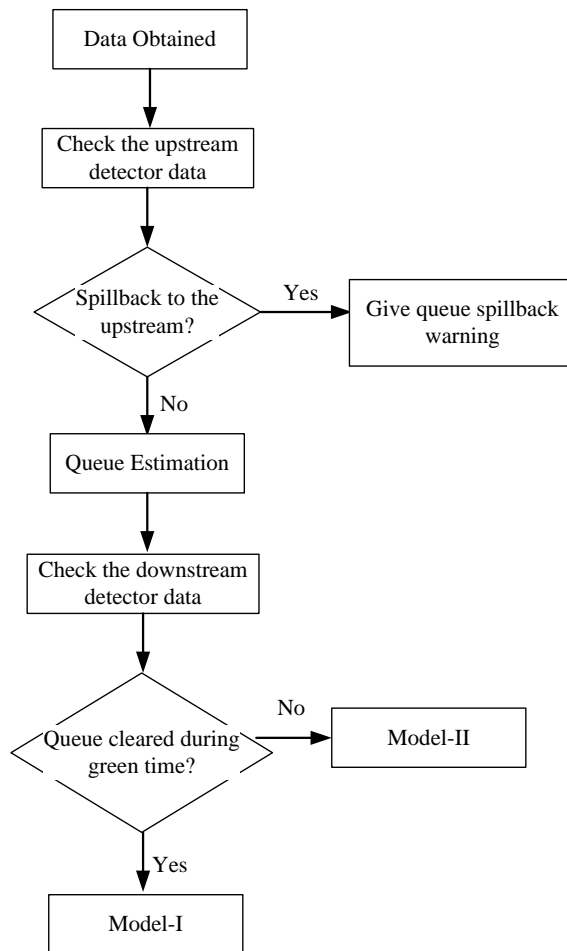 Data Obtained
Check the upstream
detector data
Spillback to the
upstream?
Yes
Give queue spillback
warning
No
Queue Estimation
Check the downstream
detector data
Queue cleared during
green time?
No
Model-II
Yes
Model-I